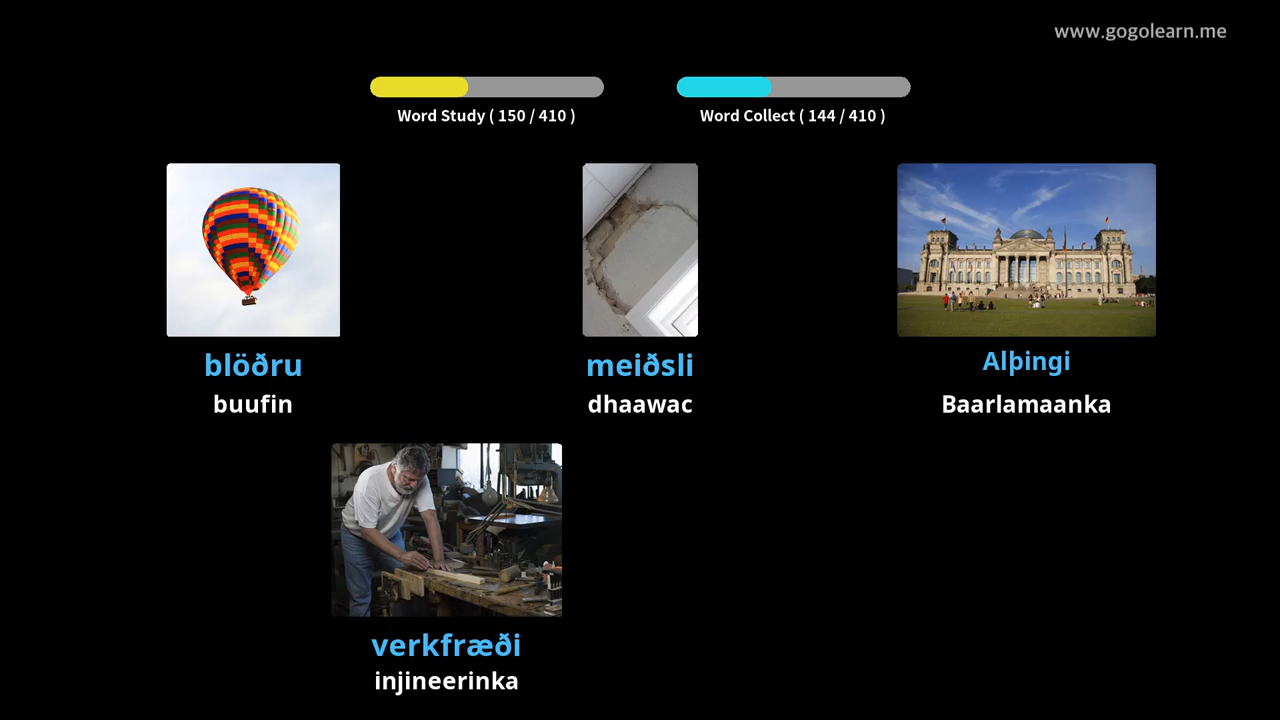 www.gogolearn.me
Word Study ( 150 / 410 )
Word Collect ( 144 / 410 )
blöðru
buufin
meiðsli
dhaawac
Alþingi
Baarlamaanka
verkfræði
injineerinka